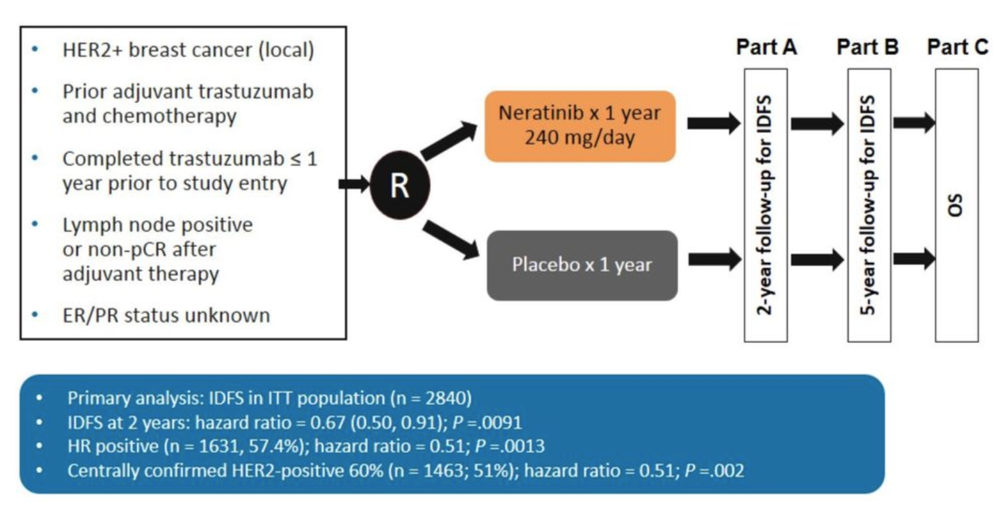 • HER2+ breast cancer (local)
• Prior adjuvant trastuzumab
and chemotherapy
• Completed trastuzumab ≤ 1
year prior to study entry
• Lymph node positive
or non-pCR after
adjuvant therapy
• ER/PR status unknown
R
Neratinib x 1 year
240 mg/day
Placebo x 1 year
Part A
2-year follow-up for IDFS
Part B
5-year follow-up for IDFS
Part C
OS
• Primary analysis: IDFS in ITT population (n = 2840)
• IDFS at 2 years: hazard ratio = 0.67 (0.50, 0.91); P =.0091
• HR positive (n = 1631, 57.4%); hazard ratio = 0.51; P =.0013
• Centrally confirmed HER2-positive 60% (n = 1463; 51%); hazard ratio = 0.51; P =.002